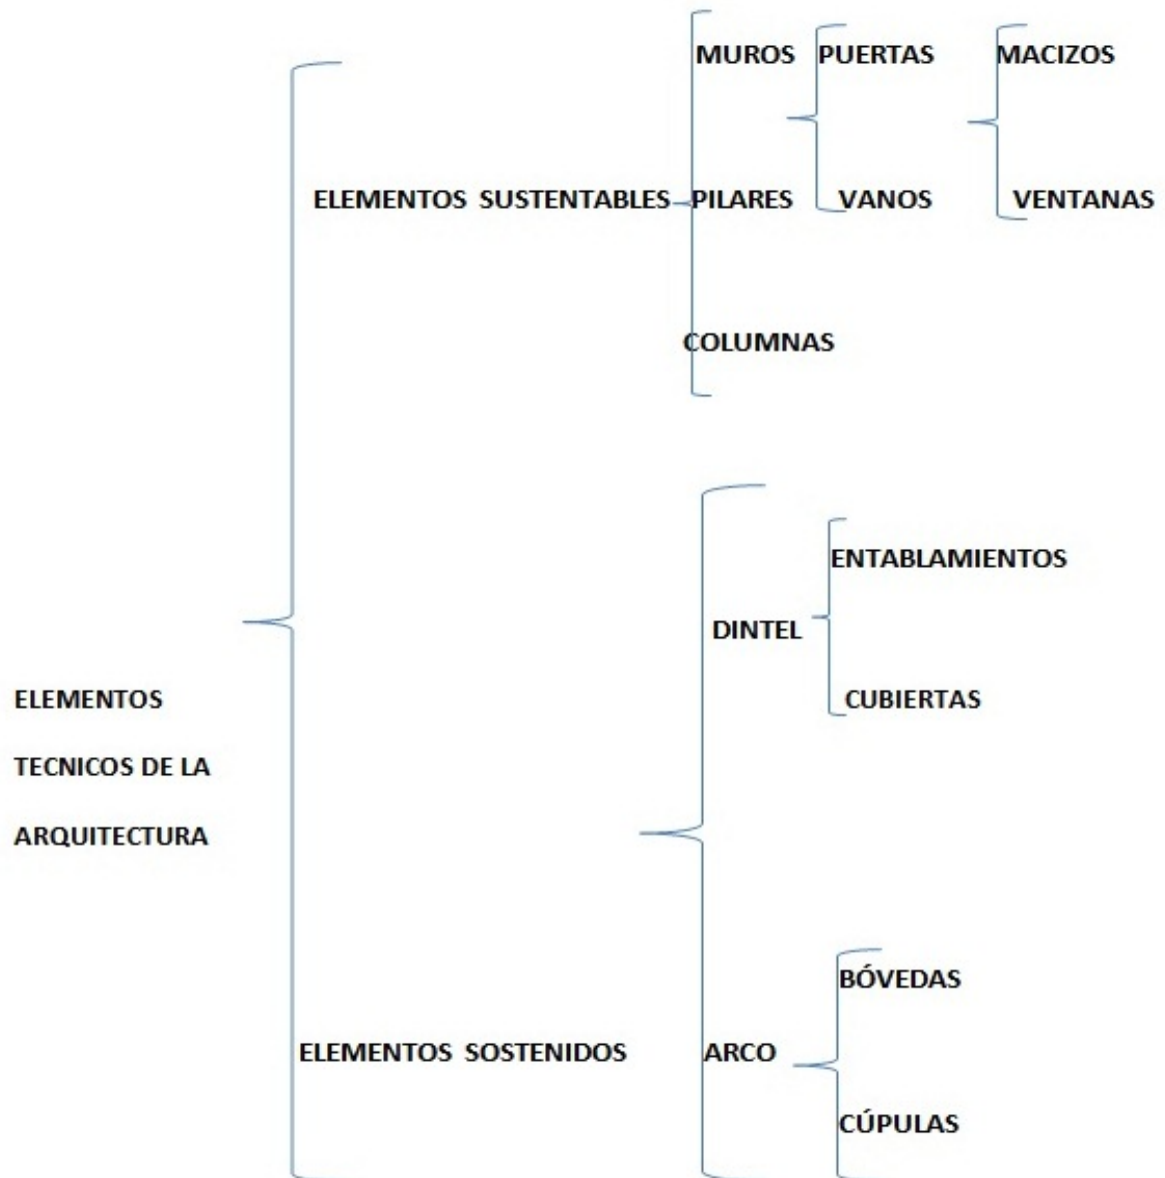 MUROS PUERTAS MACIZOS
ELEMENTOS SUSTENTABLES PILARES VANOS VENTANAS
COLUMNAS
ENTABLAMIENTOS
DINTEL
ELEMENTOS
CUBIERTAS
TECNICOS DE LA
ARQUITECTURA
BÓVEDAS
ELEMENTOS SOSTENIDOS ARCO
CÚPULAS